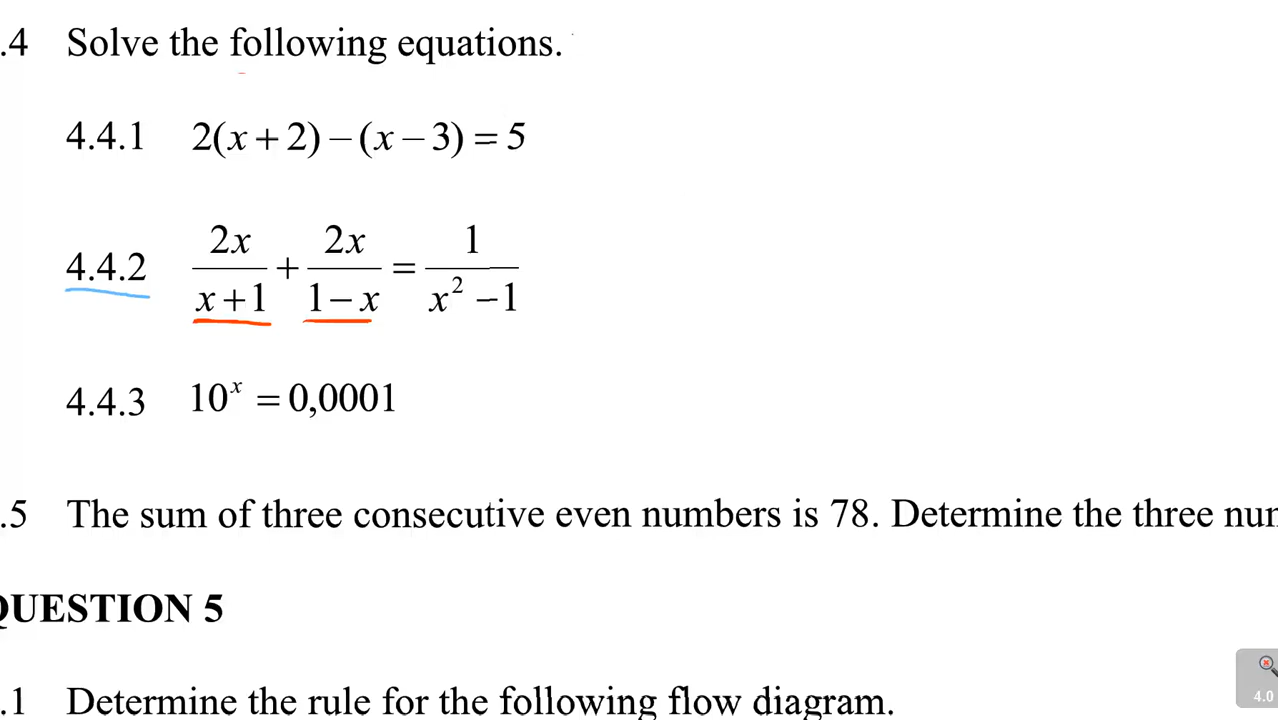 .4 Solve the following equations.
4.4.1 2(x + 2) – (x – 3) = 5
4.4.2 2x/(x+1) + 2x/(1–x) = 1/(x² –1)
4.4.3 10ˣ = 0,0001
.5 The sum of three consecutive even numbers is 78. Determine the three
QUESTION 5
.1 Determine the rule for the following flow diagram.
4.0